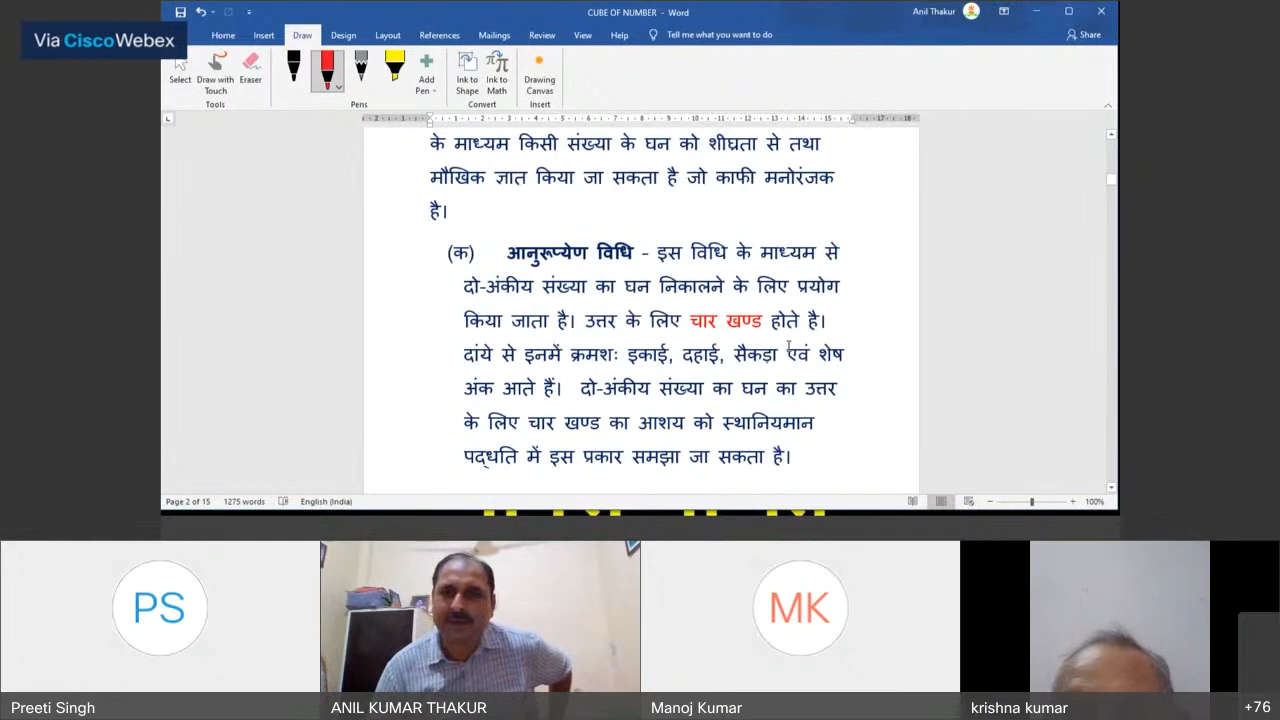 Via Cisco Webex
CUBE OF NUMBER - Word
Anil Thakur
Home Insert Draw Design Layout References Mailings Review View Help Tell me what you want to do
Share
Select Draw with Touch Eraser
Add Pen
Ink to Shape Ink to Math
Drawing Canvas
Tools Pens Convert Insert
के माध्यम किसी संख्या के घन को शीघ्रता से तथा
मौखिक ज्ञात किया जा सकता है जो काफी मनोरंजक
है।
(क) आनुरूप्येण विधि - इस विधि के माध्यम से
दो-अंकीय संख्या का घन निकालने के लिए प्रयोग
किया जाता है। उत्तर के लिए चार खण्ड होते है।
दांये से इनमें क्रमशः इकाई, दहाई, सैकड़ा एवं शेष
अंक आते हैं। दो-अंकीय संख्या का घन का उत्तर
के लिए चार खण्ड का आशय को स्थानियमान
पद्धति में इस प्रकार समझा जा सकता है।
Page 2 of 15 1275 words English (India) 100%
PS
MK
Preeti Singh
ANIL KUMAR THAKUR
Manoj Kumar
krishna kumar
+76